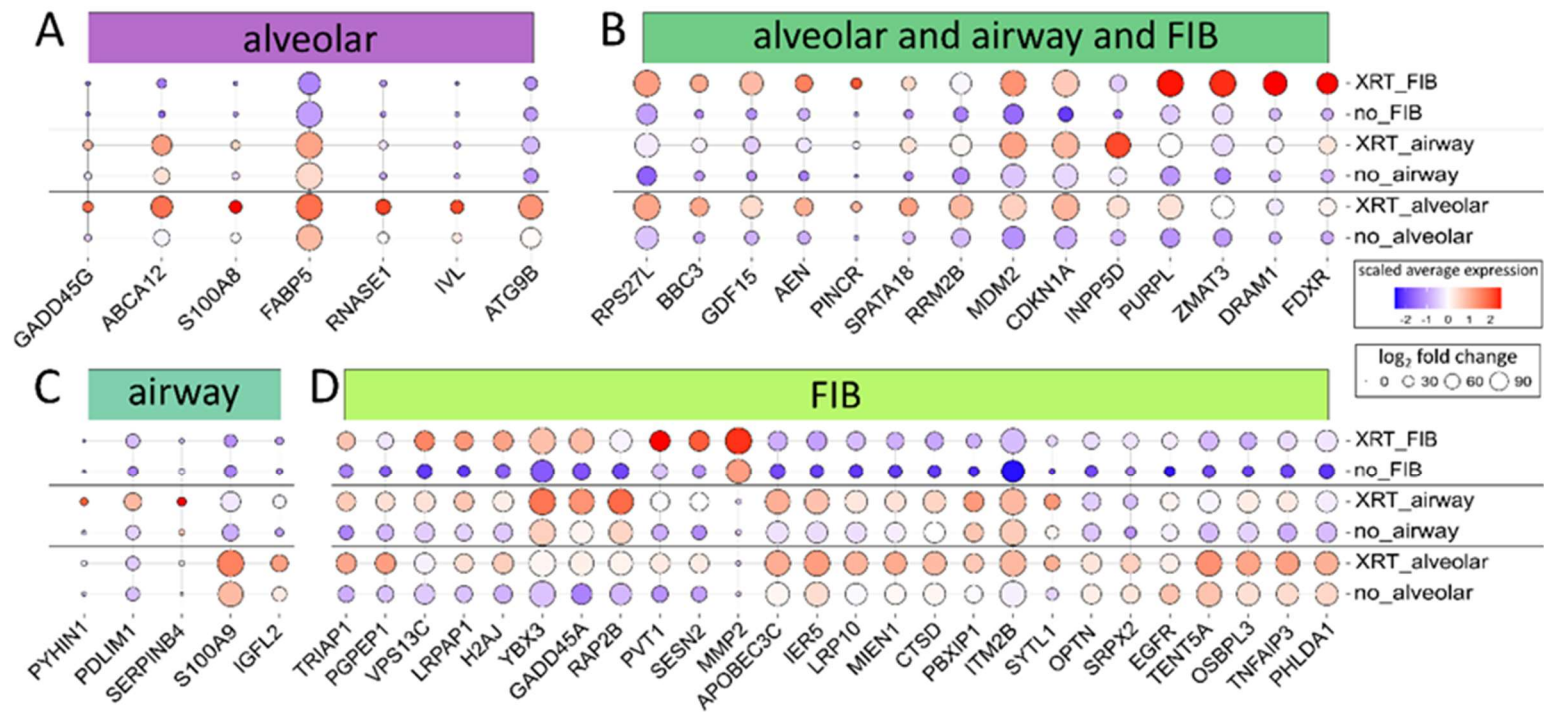 A
alveolar
B
alveolar and airway and FIB
XRT_FIB
no_FIB
XRT_airway
no_airway
XRT_alveolar
no_alveolar
GADD45G
ABCA12
S100A8
FABP5
RNASE1
IVL
ATG9B
RPS27L
BBC3
GDF15
AEN
PINCR
SPATA18
RRM2B
MDM2
CDKN1A
INPP5D
PURPL
ZMAT3
DRAM1
FDXR
scaled average expression
-2 -1 0 1 2
log2 fold change
0 30 60 90
C
airway
D
FIB
XRT_FIB
no_FIB
XRT_airway
no_airway
XRT_alveolar
no_alveolar
PYHIN1
PDLIM1
SERPINB4
S100A9
IGFL2
TRIAP1
PGPEP1
VPS13C
LRPAP1
H2AJ
YBX3
GADD45A
RAP2B
PVT1
SESN2
MMP2
APOBEC3C
IER5
LRP10
MIEN1
CTSD
PBXIP1
ITM2B
SYTL1
OPTN
SRPX2
EGFR
TENT5A
OSBPL3
TNFAIP3
PHLDA1